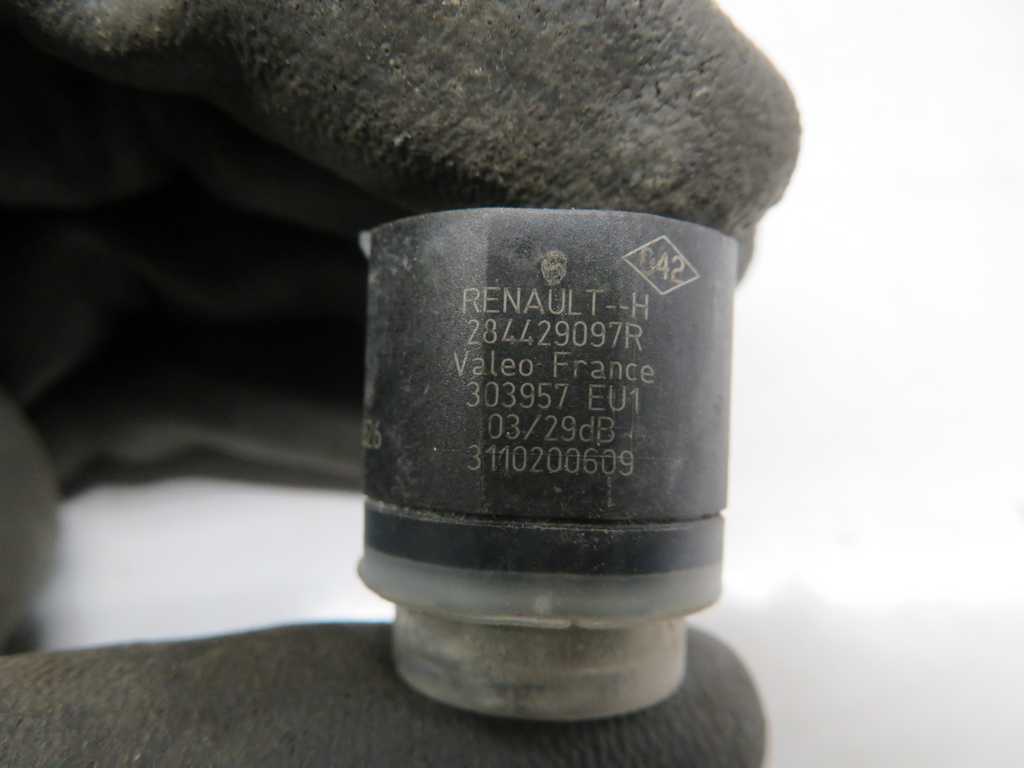 C42
RENAULT--H
284429097R
Valeo France
303957 EU1
03/29dB
3110200609